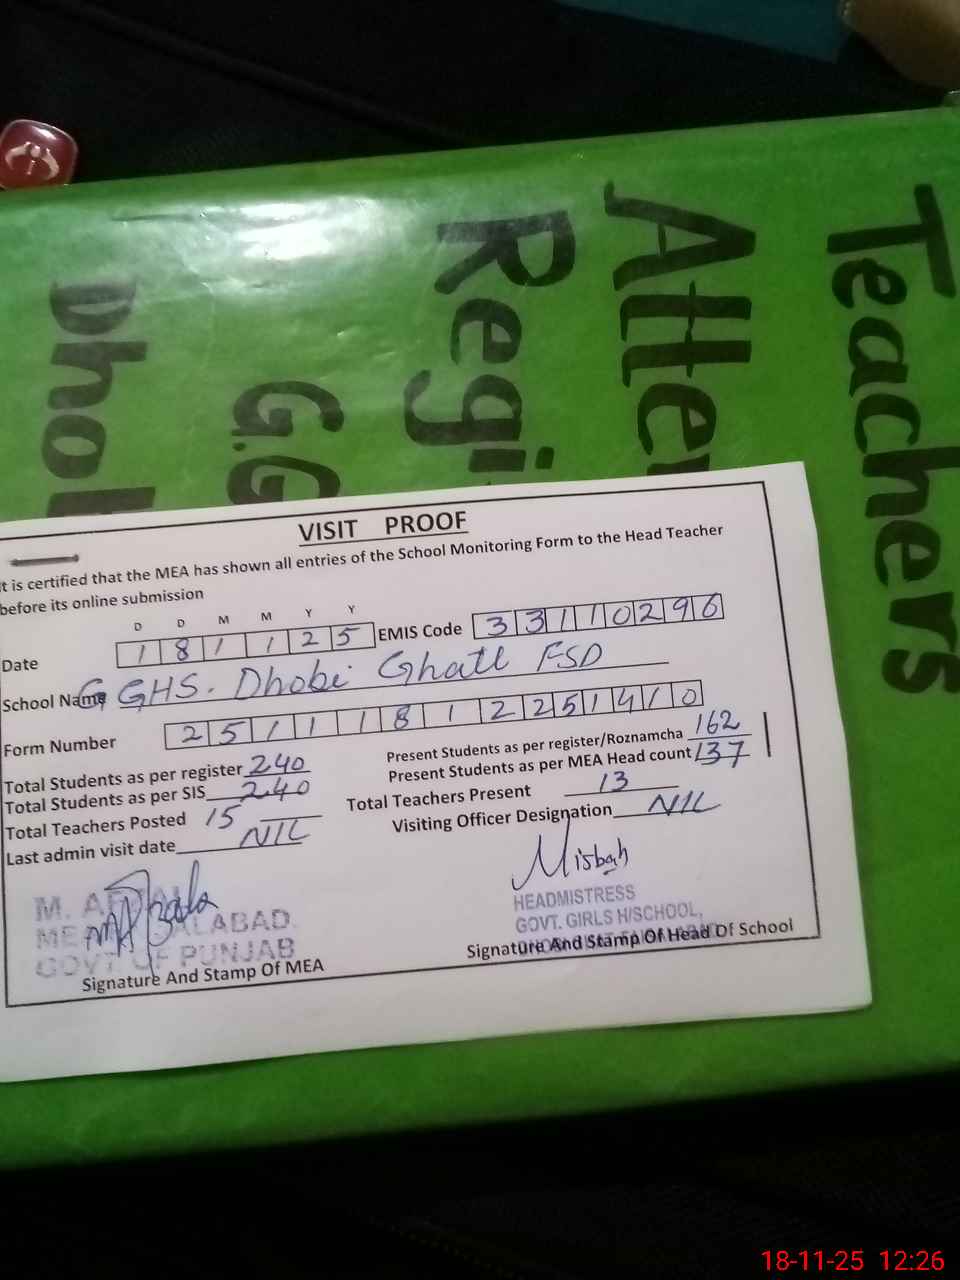 Teachers
Atten
Regi
G.G
Dhob
VISIT PROOF
It is certified that the MEA has shown all entries of the School Monitoring Form to the Head Teacher
before its online submission
D D M M Y Y
Date 1 8 1 1 2 5 EMIS Code 3 3 1 1 0 2 9 6
School Name GGHS. Dhobi Ghatt FSD
Form Number 2 5 1 1 1 8 1 2 2 5 1 4 1 0
Total Students as per register 240 Present Students as per register/Roznamcha 162
Total Students as per SIS 240 Present Students as per MEA Head count 137
Total Teachers Posted 15 Total Teachers Present 13
Last admin visit date NIL Visiting Officer Designation NIL
Misbah
HEADMISTRESS
GOVT. GIRLS H/SCHOOL,
GOVT. OF PUNJAB
Signature And Stamp Of MEA Signature And Stamp Of Head Of School
18-11-25 12:26